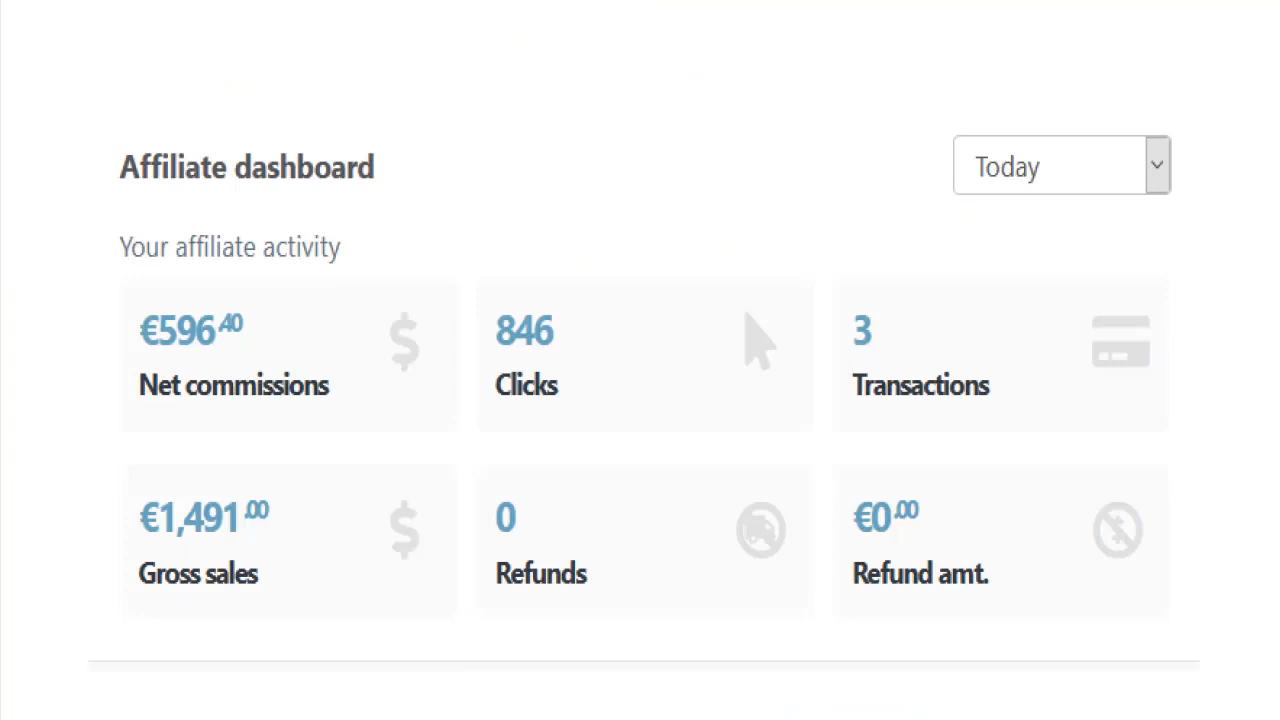 Affiliate dashboard
Today
Your affiliate activity
€596.40
Net commissions
846
Clicks
3
Transactions
€1,491.00
Gross sales
0
Refunds
€0.00
Refund amt.